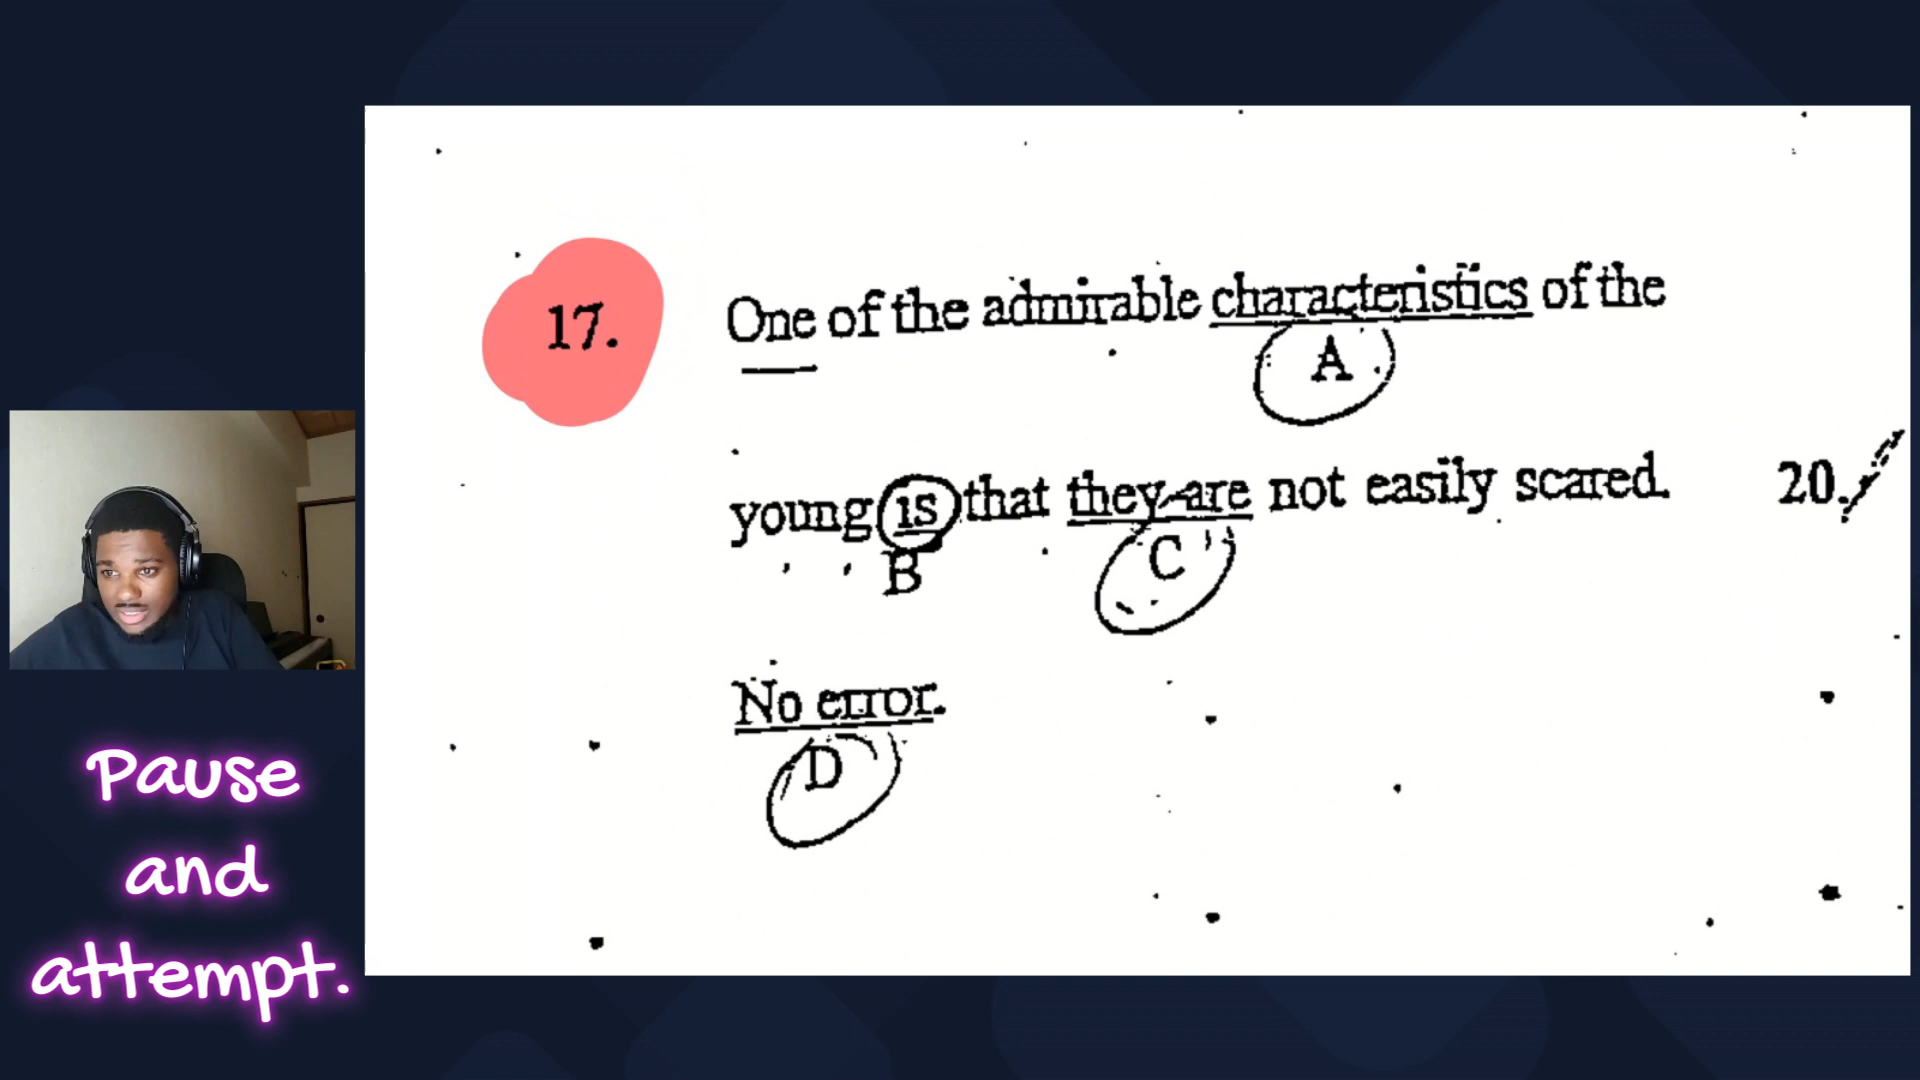 17. One of the admirable characteristics of the
A
young is that they are not easily scared. 20.
B C
No error.
D
Pause
and
attempt.